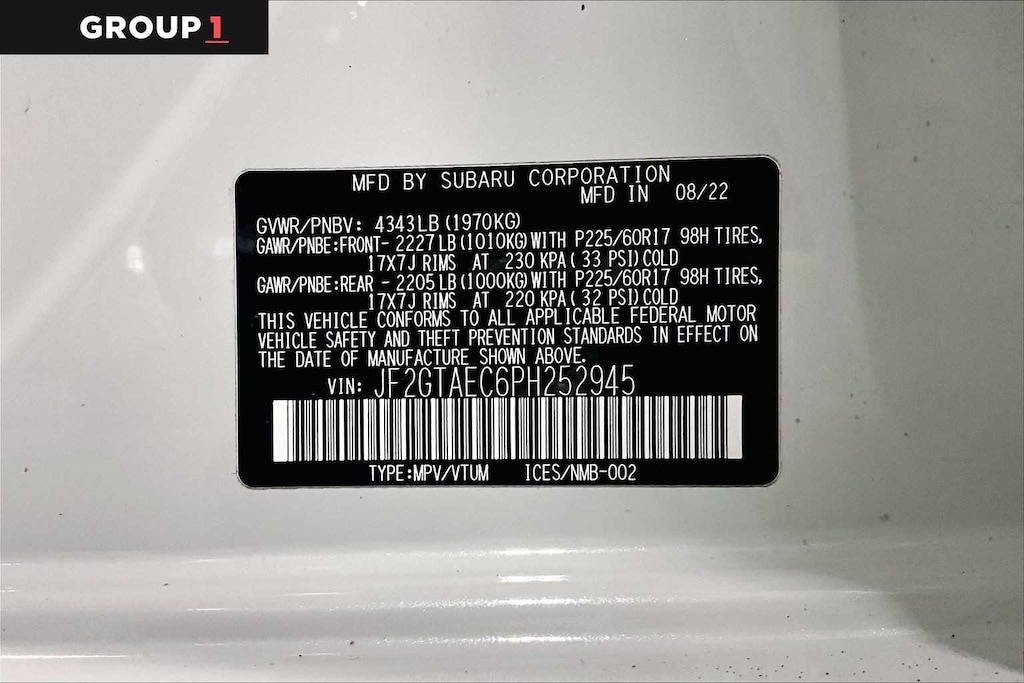 GROUP 1
MFD BY SUBARU CORPORATION
MFD IN 08/22
GVWR/PNBV: 4343LB (1970KG)
GAWR/PNBE:FRONT- 2227LB (1010KG) WITH P225/60R17 98H TIRES,
17X7J RIMS AT 230 KPA ( 33 PSI) COLD
GAWR/PNBE:REAR - 2205LB (1000KG) WITH P225/60R17 98H TIRES,
17X7J RIMS AT 220 KPA ( 32 PSI) COLD
THIS VEHICLE CONFORMS TO ALL APPLICABLE FEDERAL MOTOR
VEHICLE SAFETY AND THEFT PREVENTION STANDARDS IN EFFECT ON
THE DATE OF MANUFACTURE SHOWN ABOVE.
VIN: JF2GTAEC6PH252945
TYPE:MPV/VTUM ICES/NMB-002